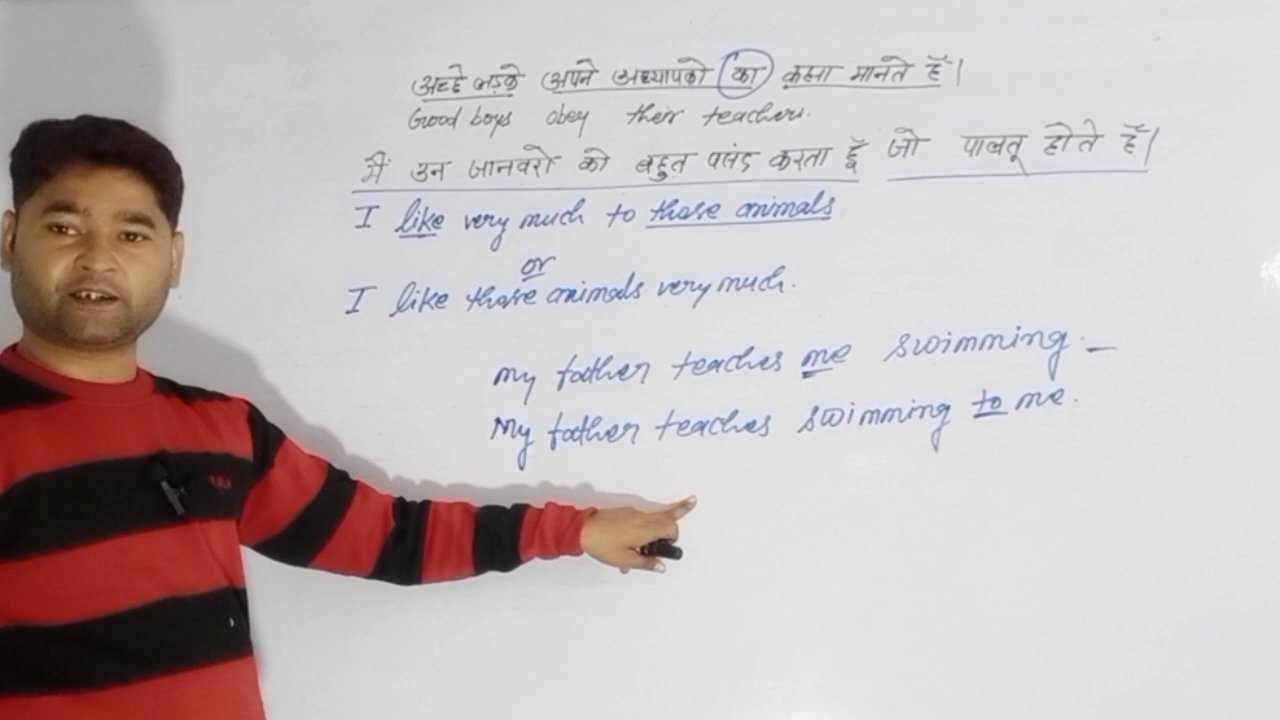 अच्छे लड़के अपने अध्यापको का कहना मानते हैं।
Good boys obey their teachers.
मैं उन जानवरो को बहुत पसंद करता हूँ जो पालतू होते हैं।
I like very much to those animals
or
I like those animals very much.
my father teaches me swimming.
My father teaches swimming to me.